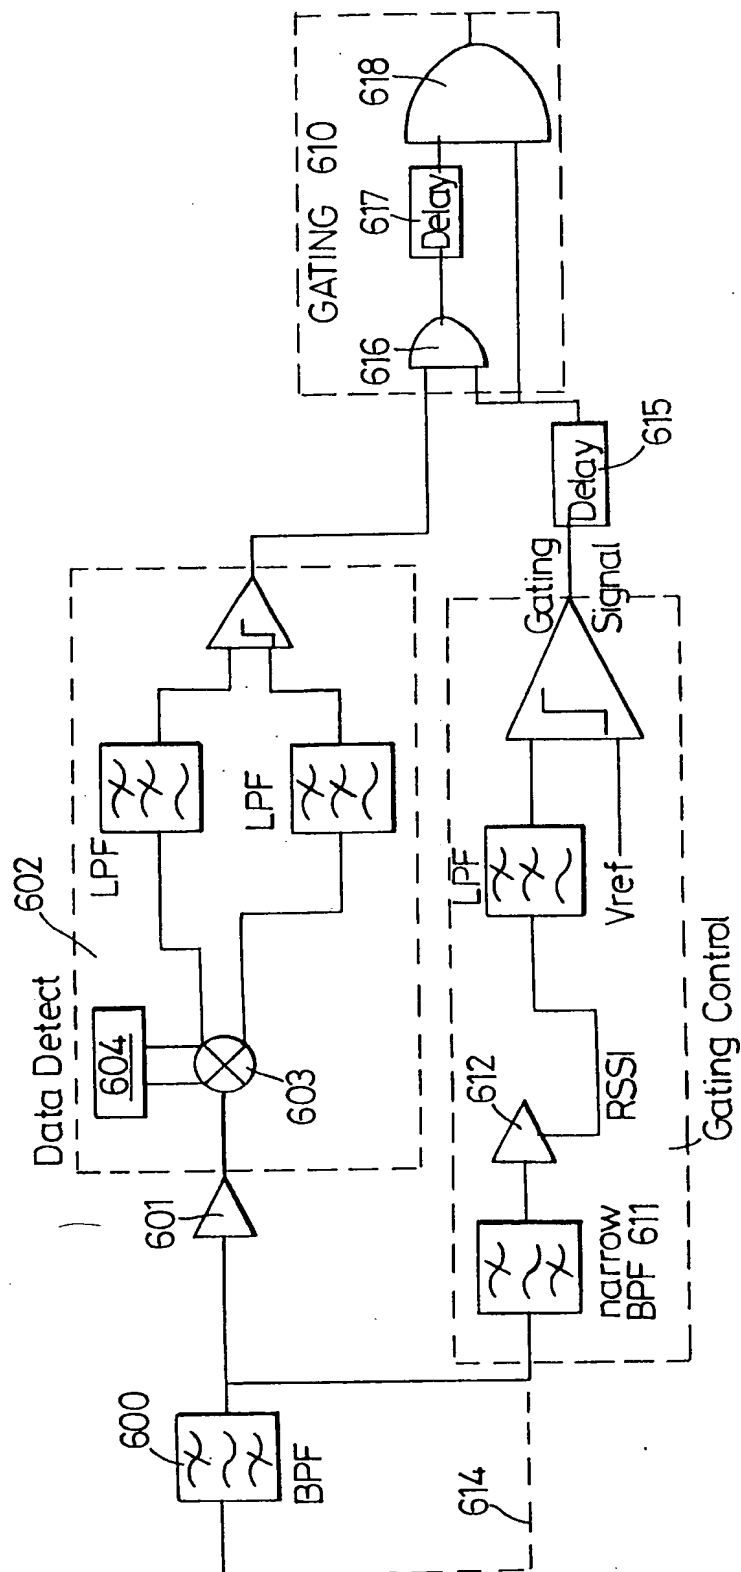 600
BPF
614
601
Data Detect
602
604
603
LPF
LPF
narrow
BPF 611
612
RSSI
LPF
Vref
Gating Control
Gating
Signal
Delay
615
GATING 610
616
617
Delay
618